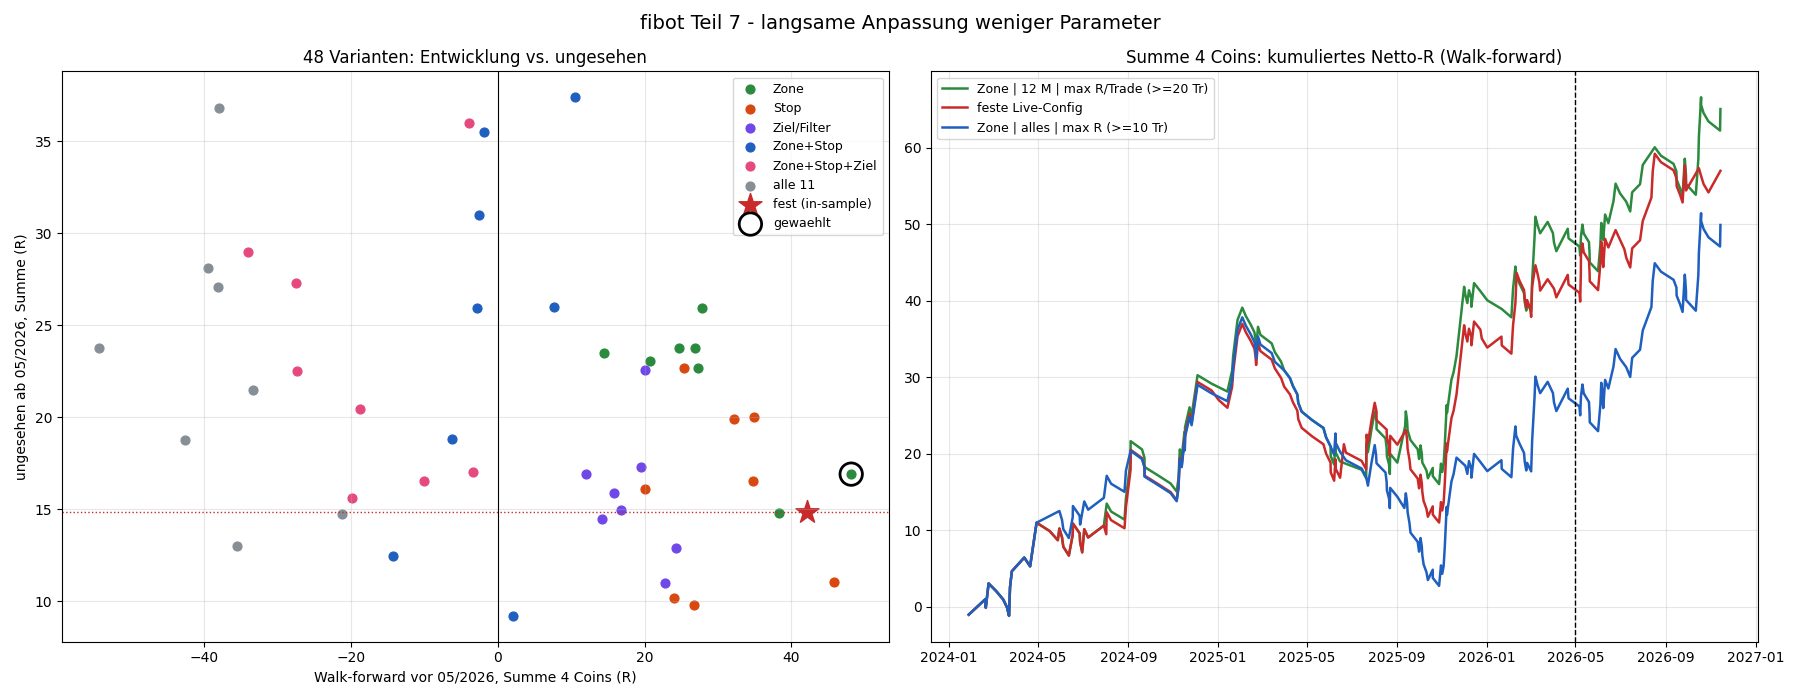 fibot Teil 7 - langsame Anpassung weniger Parameter
48 Varianten: Entwicklung vs. ungesehen
ungesehen ab 05/2026, Summe (R)
35
30
25
20
15
10
Zone
Stop
Ziel/Filter
Zone+Stop
Zone+Stop+Ziel
alle 11
fest (in-sample)
gewaehlt
−40
−20
0
20
40
Walk-forward vor 05/2026, Summe 4 Coins (R)
Summe 4 Coins: kumuliertes Netto-R (Walk-forward)
Zone | 12 M | max R/Trade (>=20 Tr)
feste Live-Config
Zone | alles | max R (>=10 Tr)
60
50
40
30
20
10
0
2024-01
2024-05
2024-09
2025-01
2025-05
2025-09
2026-01
2026-05
2026-09
2027-01